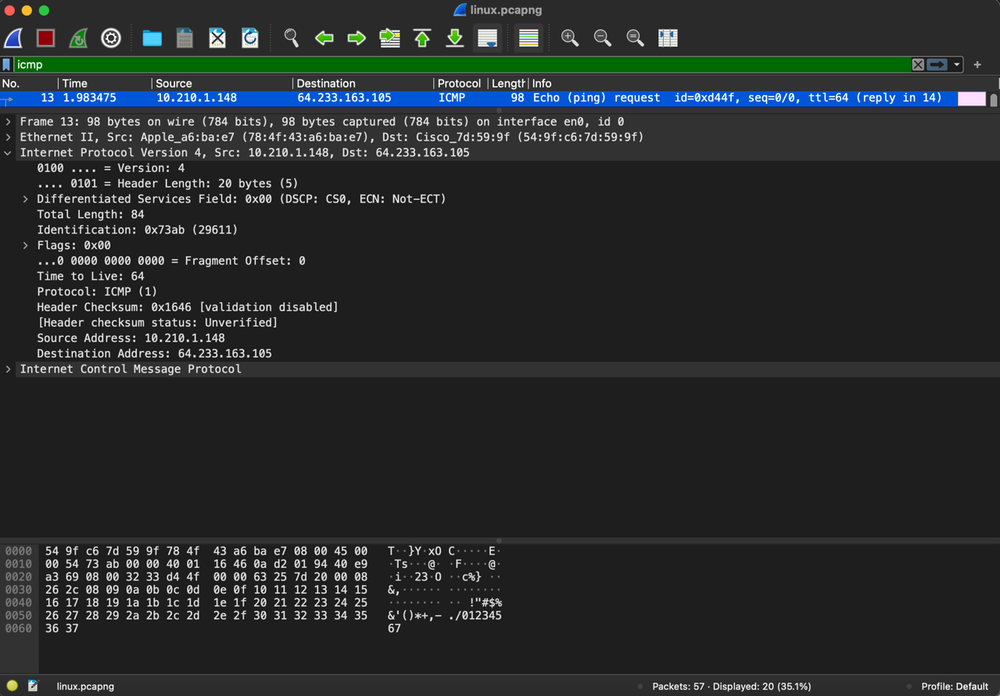 linux.pcapng
icmp
No. Time Source Destination Protocol Length Info
13 1.983475 10.210.1.148 64.233.163.105 ICMP 98 Echo (ping) request id=0xd44f, seq=0/0, ttl=64 (reply in 14)
Frame 13: 98 bytes on wire (784 bits), 98 bytes captured (784 bits) on interface en0, id 0
Ethernet II, Src: Apple_a6:ba:e7 (78:4f:43:a6:ba:e7), Dst: Cisco_7d:59:9f (54:9f:c6:7d:59:9f)
Internet Protocol Version 4, Src: 10.210.1.148, Dst: 64.233.163.105
0100 .... = Version: 4
.... 0101 = Header Length: 20 bytes (5)
Differentiated Services Field: 0x00 (DSCP: CS0, ECN: Not-ECT)
Total Length: 84
Identification: 0x73ab (29611)
Flags: 0x00
...0 0000 0000 0000 = Fragment Offset: 0
Time to Live: 64
Protocol: ICMP (1)
Header Checksum: 0x1646 [validation disabled]
[Header checksum status: Unverified]
Source Address: 10.210.1.148
Destination Address: 64.233.163.105
Internet Control Message Protocol
0000 54 9f c6 7d 59 9f 78 4f 43 a6 ba e7 08 00 45 00 T··}Y·xO C·····E·
0010 00 54 73 ab 00 00 40 01 16 46 0a d2 01 94 40 e9 ·Ts···@· ·F····@·
0020 a3 69 08 00 32 33 d4 4f 00 00 63 25 7d 20 00 08 ·i··23·O ··c%} ··
0030 26 2c 08 09 0a 0b 0c 0d 0e 0f 10 11 12 13 14 15 &,······ ········
0040 16 17 18 19 1a 1b 1c 1d 1e 1f 20 21 22 23 24 25 ········ ·· !"#$%
0050 26 27 28 29 2a 2b 2c 2d 2e 2f 30 31 32 33 34 35 &'()*+,- ./012345
0060 36 37 67
linux.pcapng Packets: 57 · Displayed: 20 (35.1%) Profile: Default